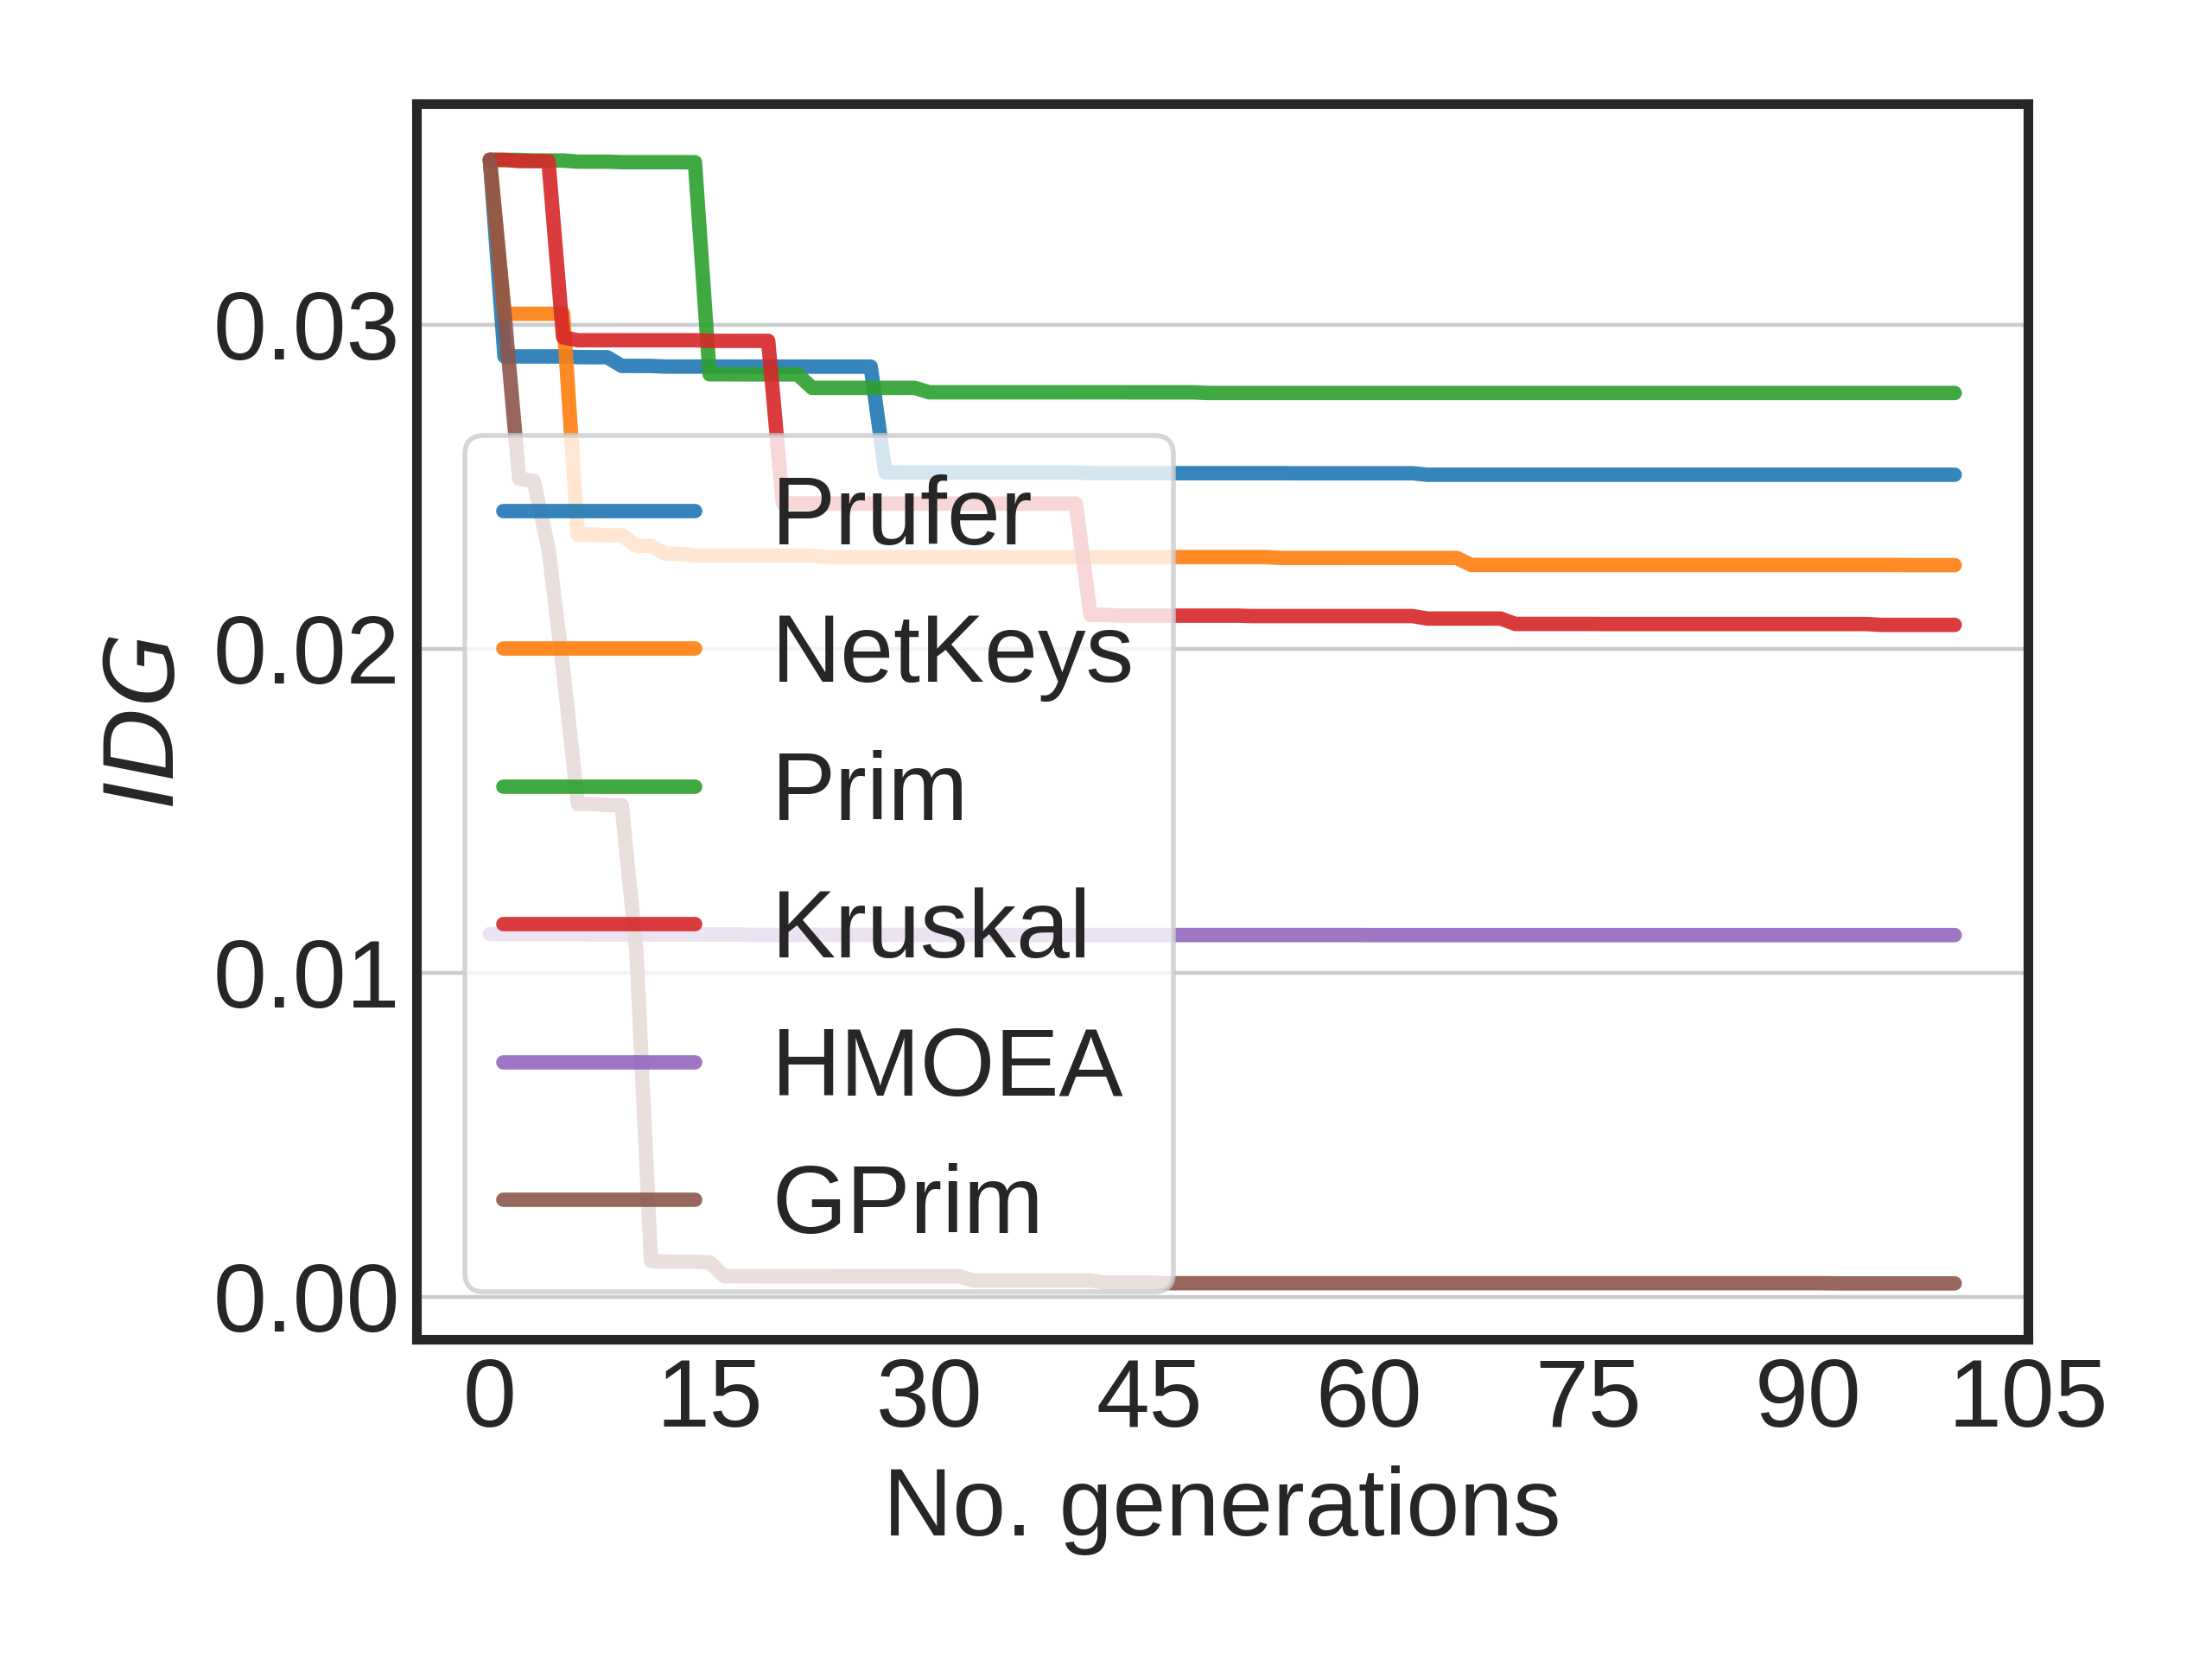 0.03
0.02
0.01
0.00
IDG
Prufer
NetKeys
Prim
Kruskal
HMOEA
GPrim
0 15 30 45 60 75 90 105
No. generations